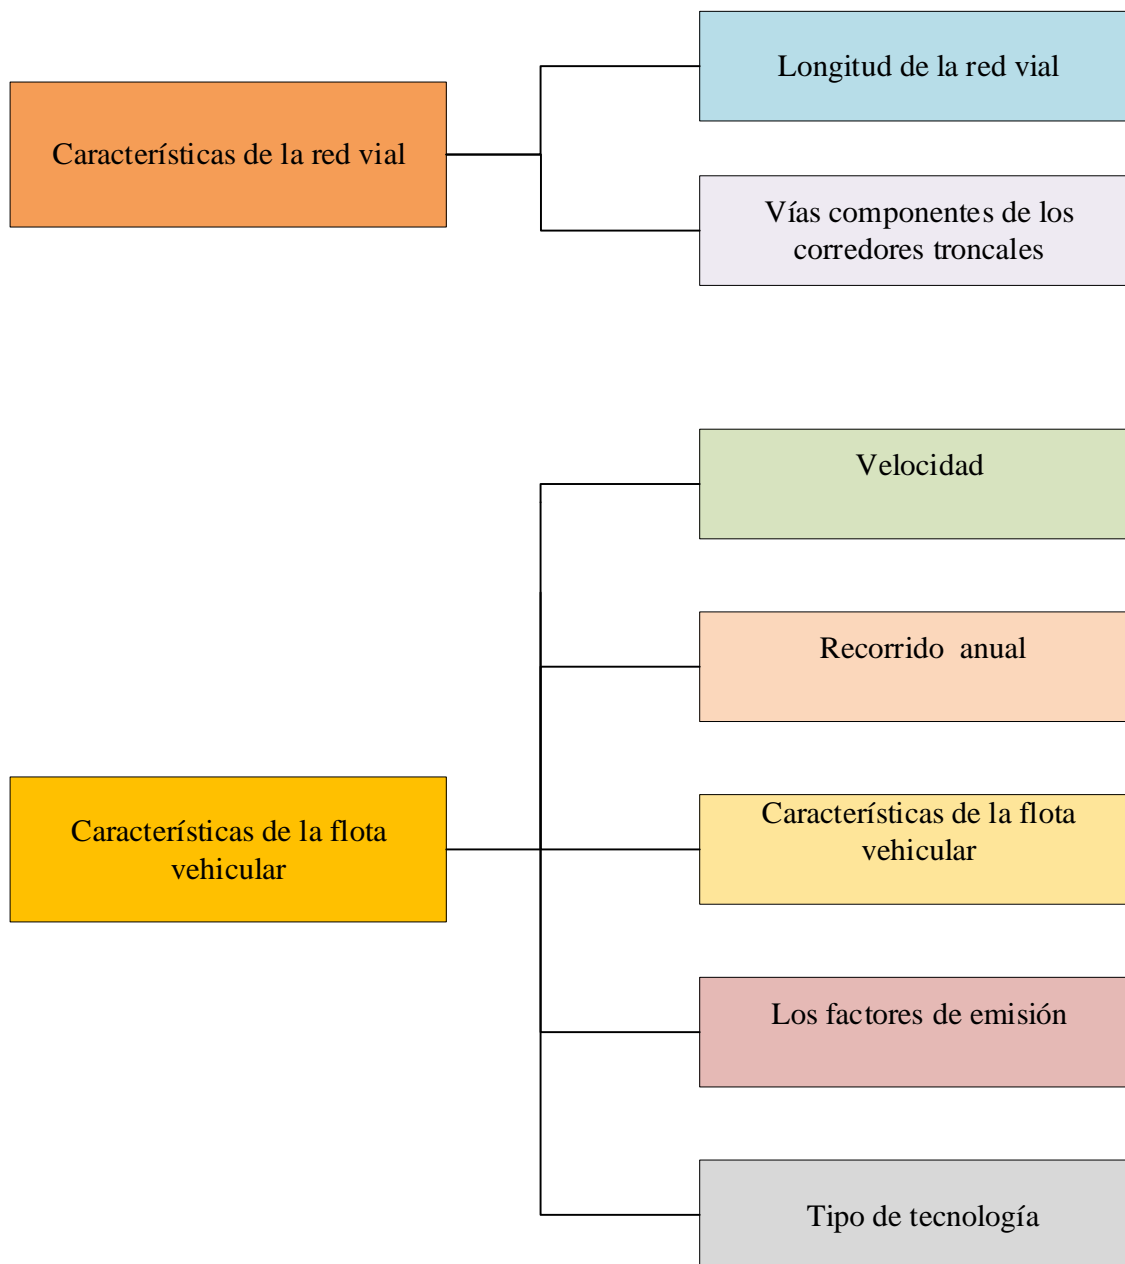 Longitud de la red vial
Características de la red vial
Vías componentes de los
corredores troncales
Velocidad
Recorrido anual
Características de la flota
vehicular
Características de la flota
vehicular
Los factores de emisión
Tipo de tecnología